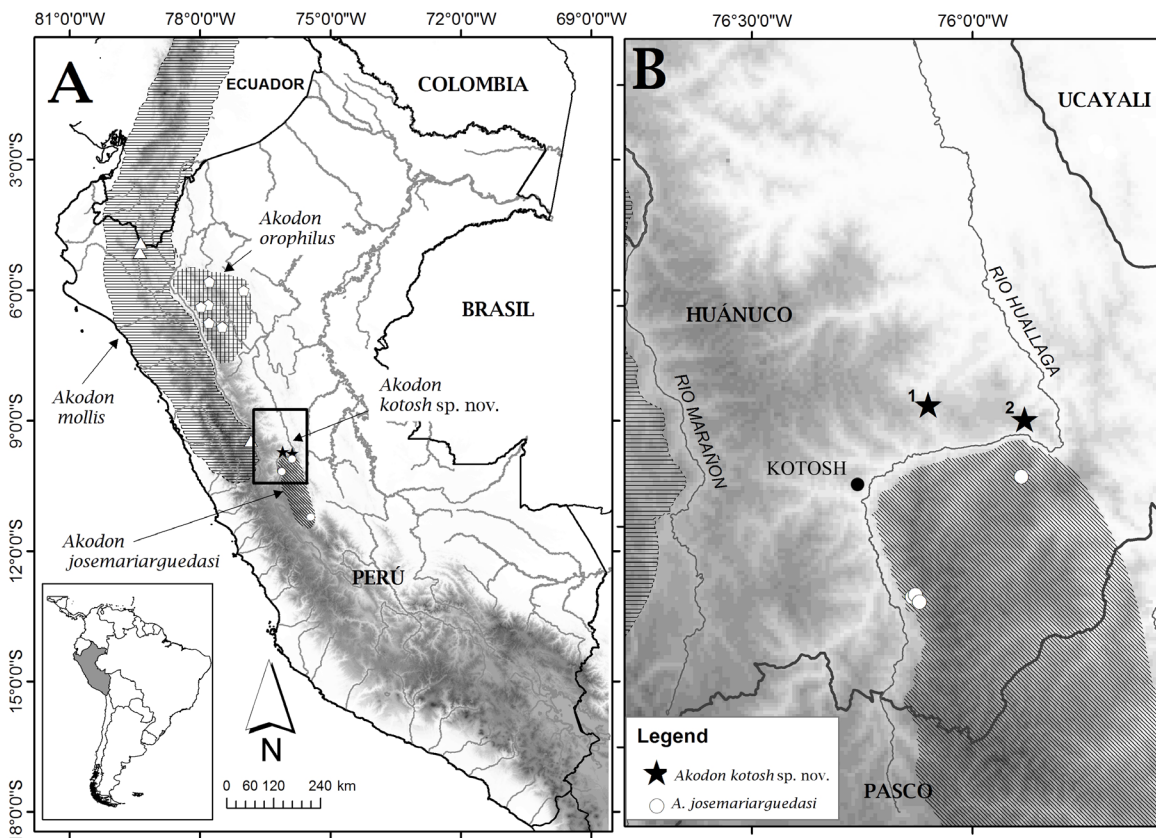 81°0'0"W
78°0'0"W
75°0'0"W
72°0'0"W
69°0'0"W
3°0'0"S
6°0'0"S
9°0'0"S
12°0'0"S
15°0'0"S
18°0'0"S
A
ECUADOR
COLOMBIA
Akodon
orophilus
BRASIL
Akodon
mollis
Akodon
kotosh sp. nov.
Akodon
josemariarguedasi
PERÚ
N
0 60 120 240 km
76°30'0"W
76°0'0"W
B
UCAYALI
HUÁNUCO
RIO HUALLAGA
RIO MARAÑON
1
2
KOTOSH
PASCO
Legend
Akodon kotosh sp. nov.
A. josemariarguedasi